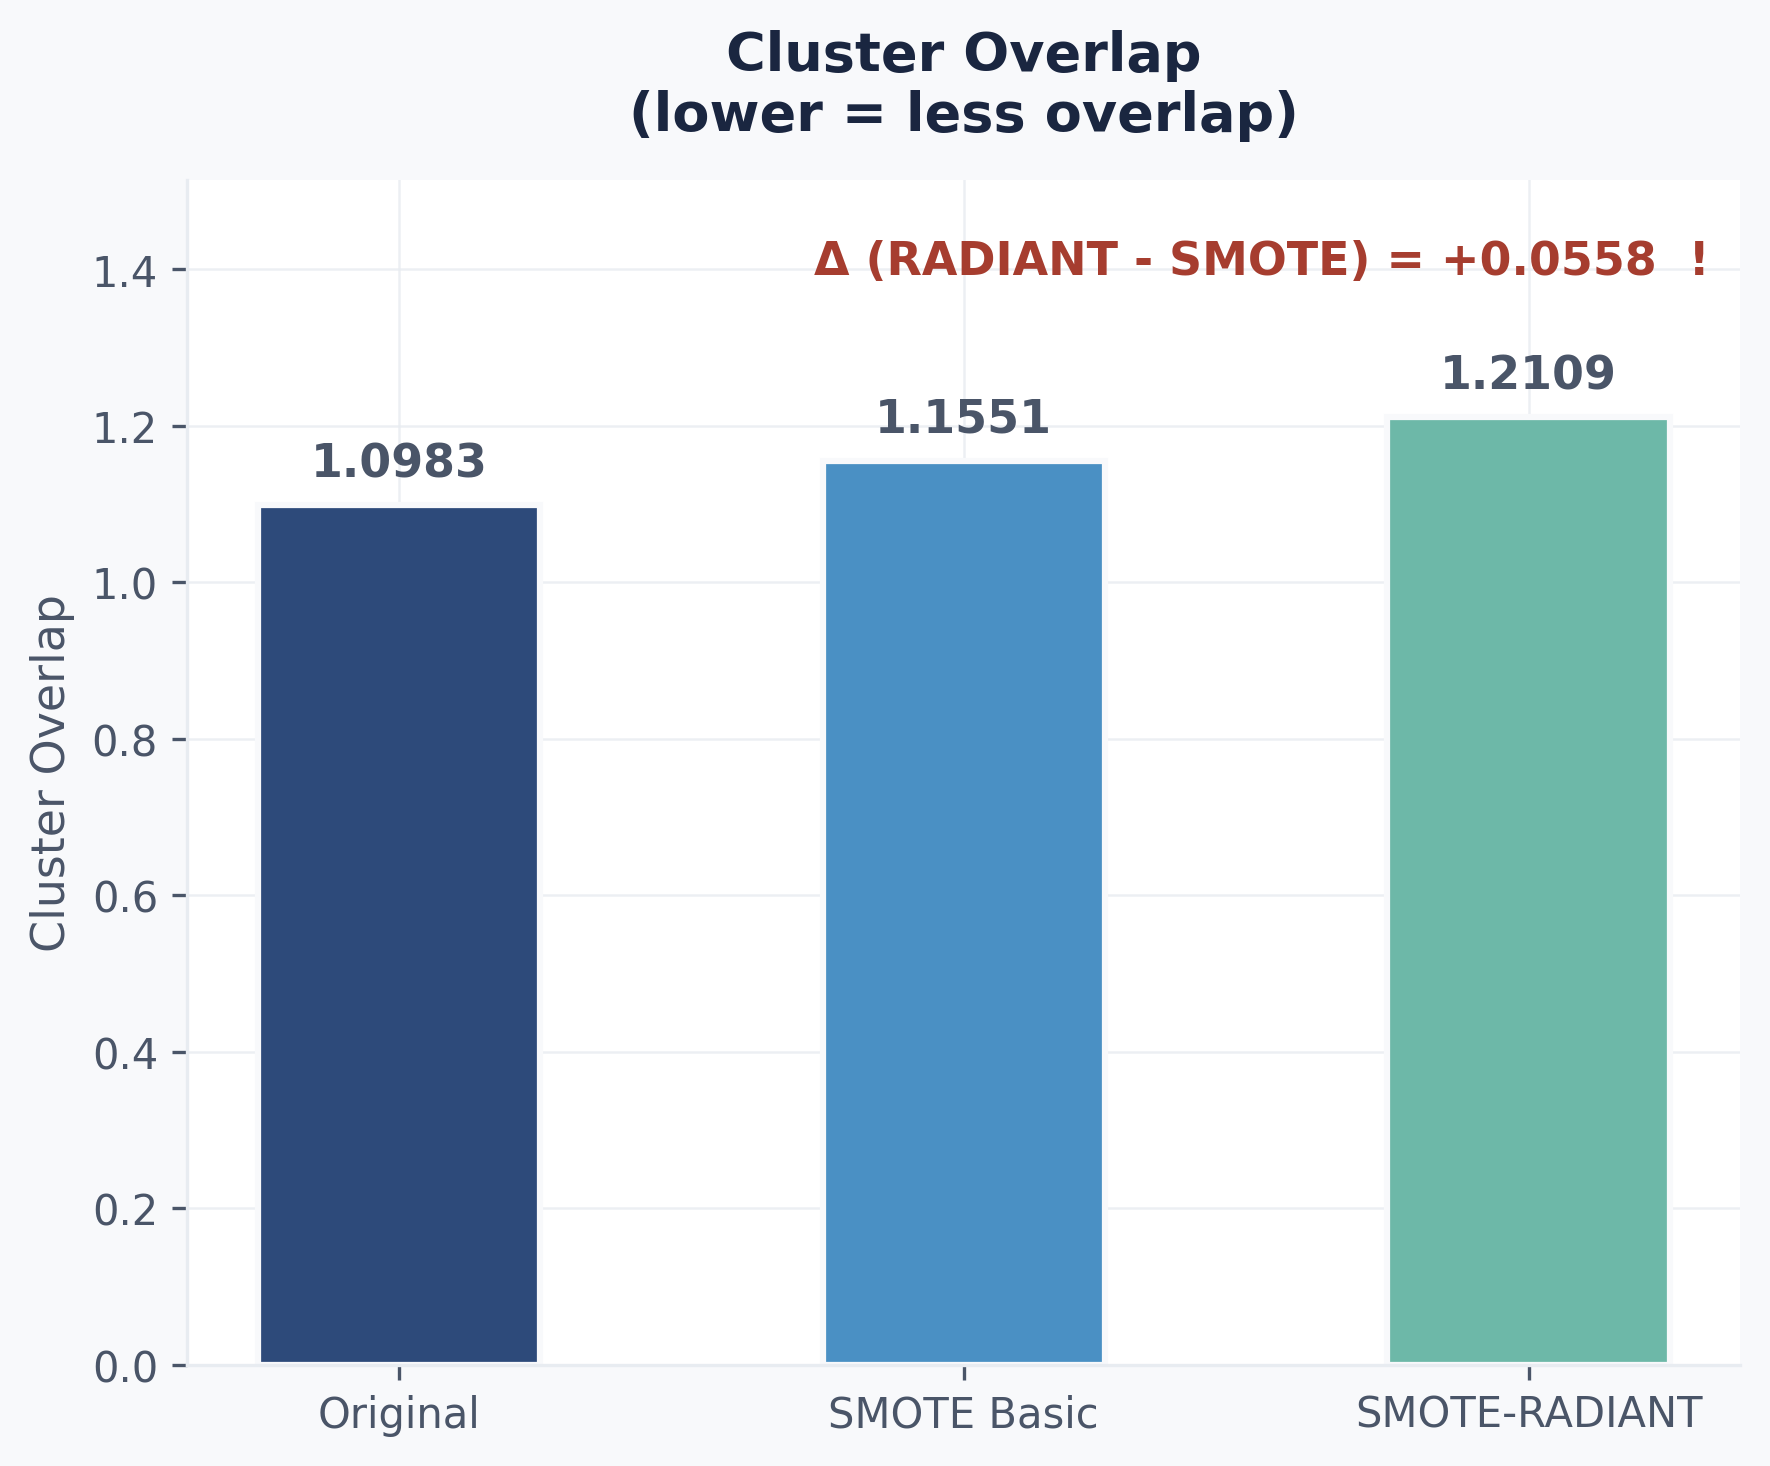 Cluster Overlap
(lower = less overlap)
Δ (RADIANT - SMOTE) = +0.0558 !
1.4
1.2109
1.2
1.1551
1.0983
1.0
0.8
0.6
0.4
0.2
0.0
Cluster Overlap
Original
SMOTE Basic
SMOTE-RADIANT